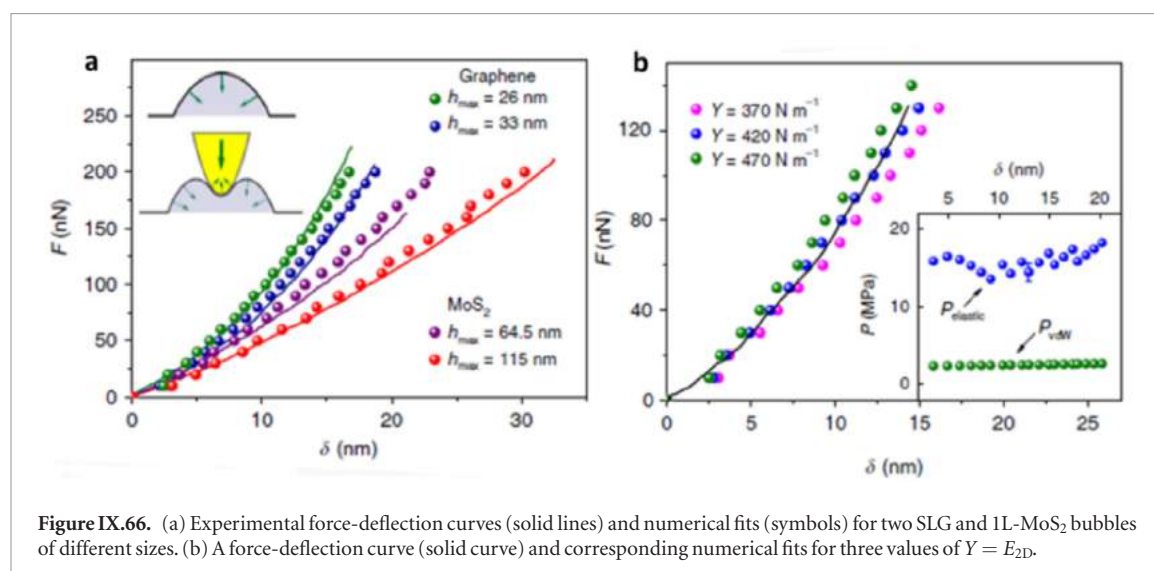 a
Graphene
h_max = 26 nm
h_max = 33 nm
MoS₂
h_max = 64.5 nm
h_max = 115 nm
250
200
150
100
50
0
F (nN)
0 10 20 30
δ (nm)
b
Y = 370 N m⁻¹
Y = 420 N m⁻¹
Y = 470 N m⁻¹
120
80
40
0
F (nN)
0 5 10 15 20 25
δ (nm)
δ (nm)
5 10 15 20
20
10
0
P (MPa)
P_elastic
P_vdW
Figure IX.66. (a) Experimental force-deflection curves (solid lines) and numerical fits (symbols) for two SLG and 1L-MoS₂ bubbles
of different sizes. (b) A force-deflection curve (solid curve) and corresponding numerical fits for three values of Y = E₂D.